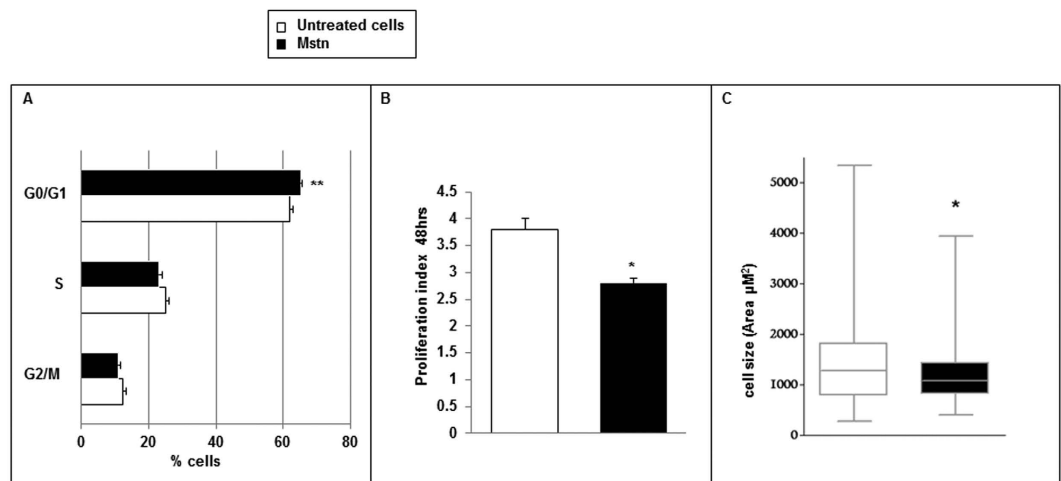 Untreated cells
Mstn
A
G0/G1
**
S
G2/M
0 20 40 60 80
% cells
B
Proliferation index 48hrs
4.5
4
3.5
3
2.5
2
1.5
1
0.5
0
*
C
cell size (Area µM²)
5000
4000
3000
2000
1000
0
*